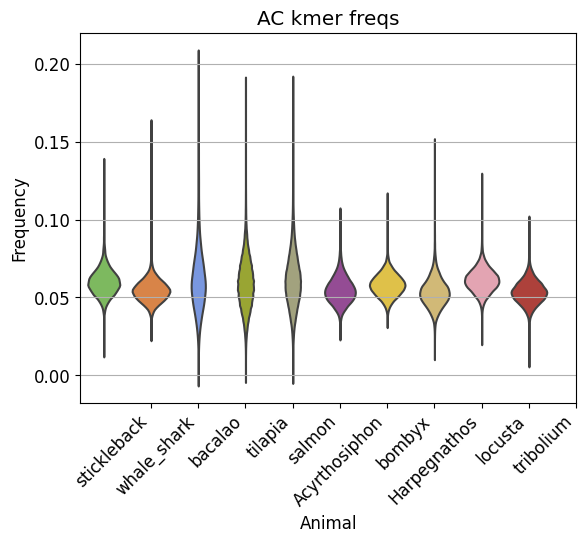 AC kmer freqs
Frequency
0.20
0.15
0.10
0.05
0.00
stickleback
whale_shark
bacalao
tilapia
salmon
Acyrthosiphon
bombyx
Harpegnathos
locusta
tribolium
Animal